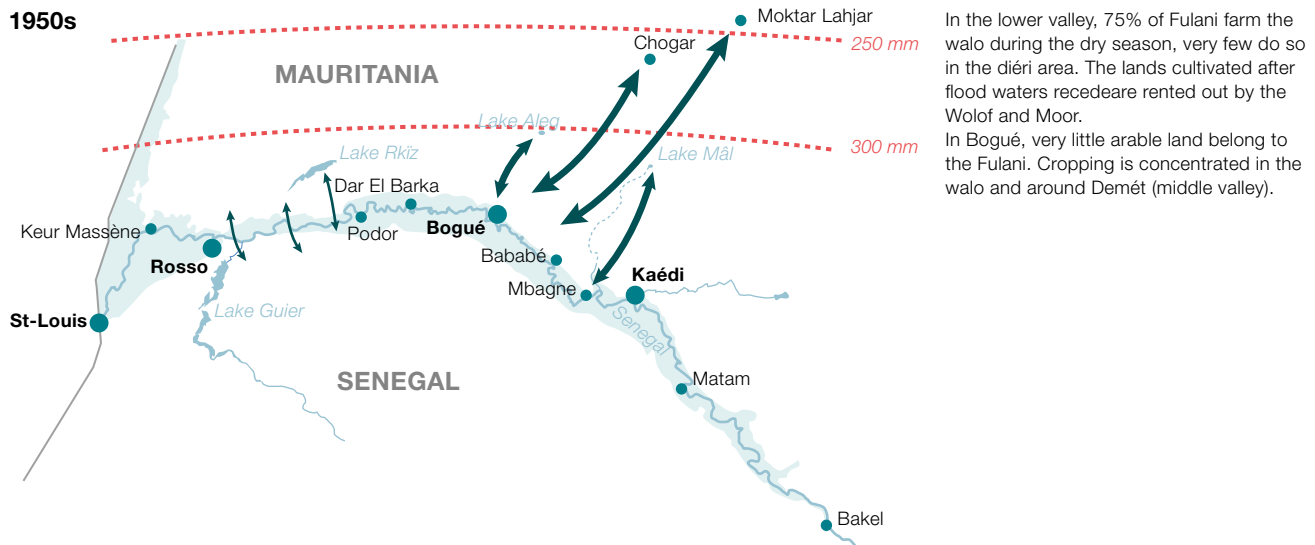 1950s
Moktar Lahjar
250 mm
Chogar
MAURITANIA
Lake Aleg
300 mm
Lake Rkïz
Lake Mâl
Dar El Barka
Keur Massène
Podor
Bogué
Rosso
Bababé
Kaédi
Mbagne
Lake Guier
St-Louis
Senegal
SENEGAL
Matam
Bakel
In the lower valley, 75% of Fulani farm the
walo during the dry season, very few do so
in the diéri area. The lands cultivated after
flood waters recedeare rented out by the
Wolof and Moor.
In Bogué, very little arable land belong to
the Fulani. Cropping is concentrated in the
walo and around Demét (middle valley).